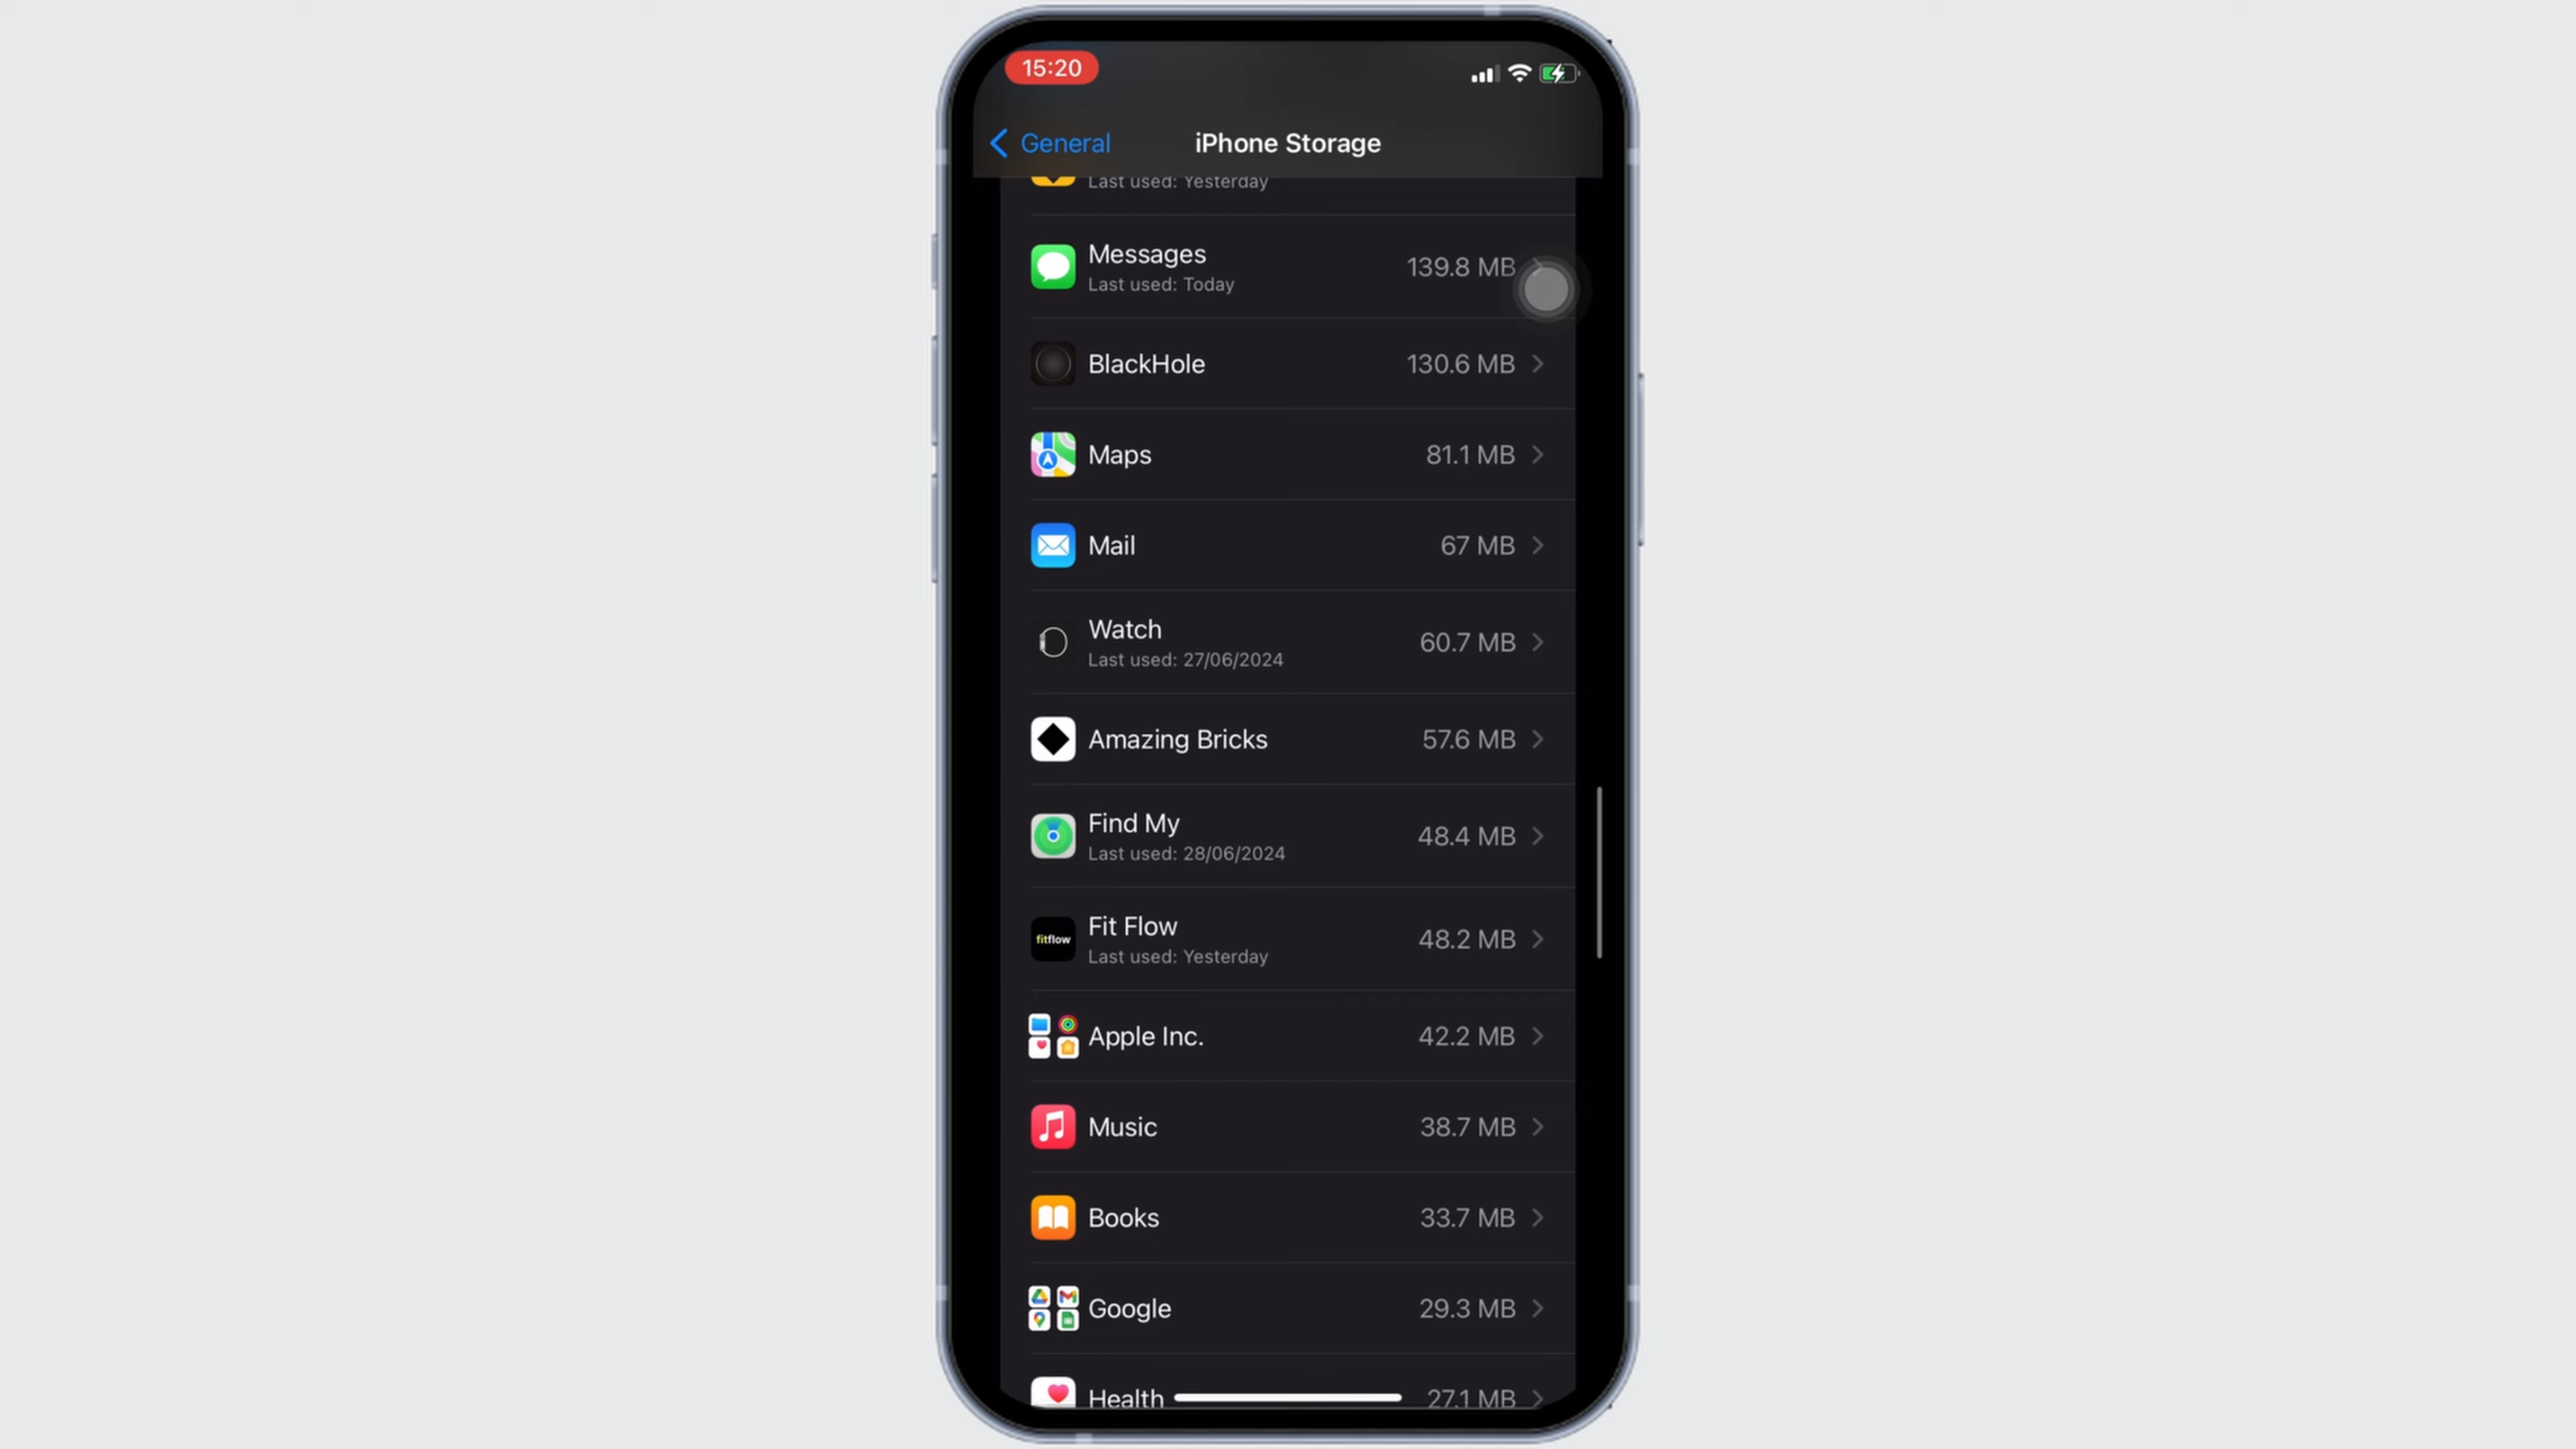 15:20
General
iPhone Storage
Last used: Yesterday
Messages
139.8 MB
Last used: Today
BlackHole
130.6 MB
Maps
81.1 MB
Mail
67 MB
Watch
60.7 MB
Last used: 27/06/2024
Amazing Bricks
57.6 MB
Find My
48.4 MB
Last used: 28/06/2024
fitflow
Fit Flow
48.2 MB
Last used: Yesterday
Apple Inc.
42.2 MB
Music
38.7 MB
Books
33.7 MB
Google
29.3 MB
Health
27.1 MB